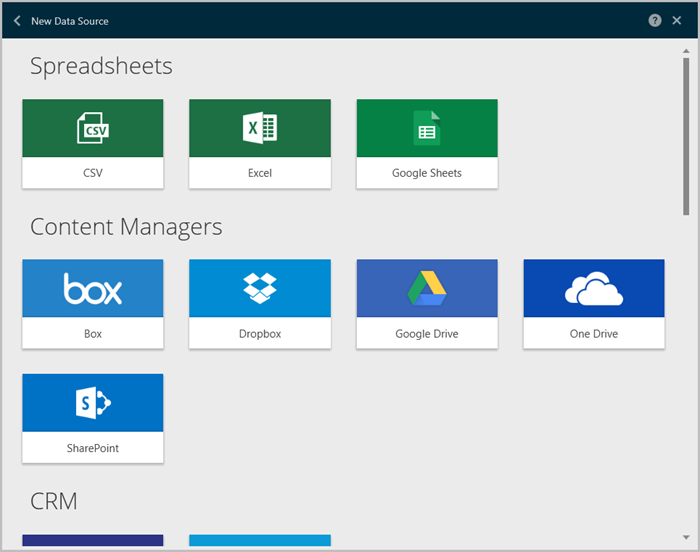 New Data Source
?
Spreadsheets
CSV
X
CSV
Excel
Google Sheets
Content Managers
box
Box
Dropbox
Google Drive
One Drive
S
SharePoint
CRM